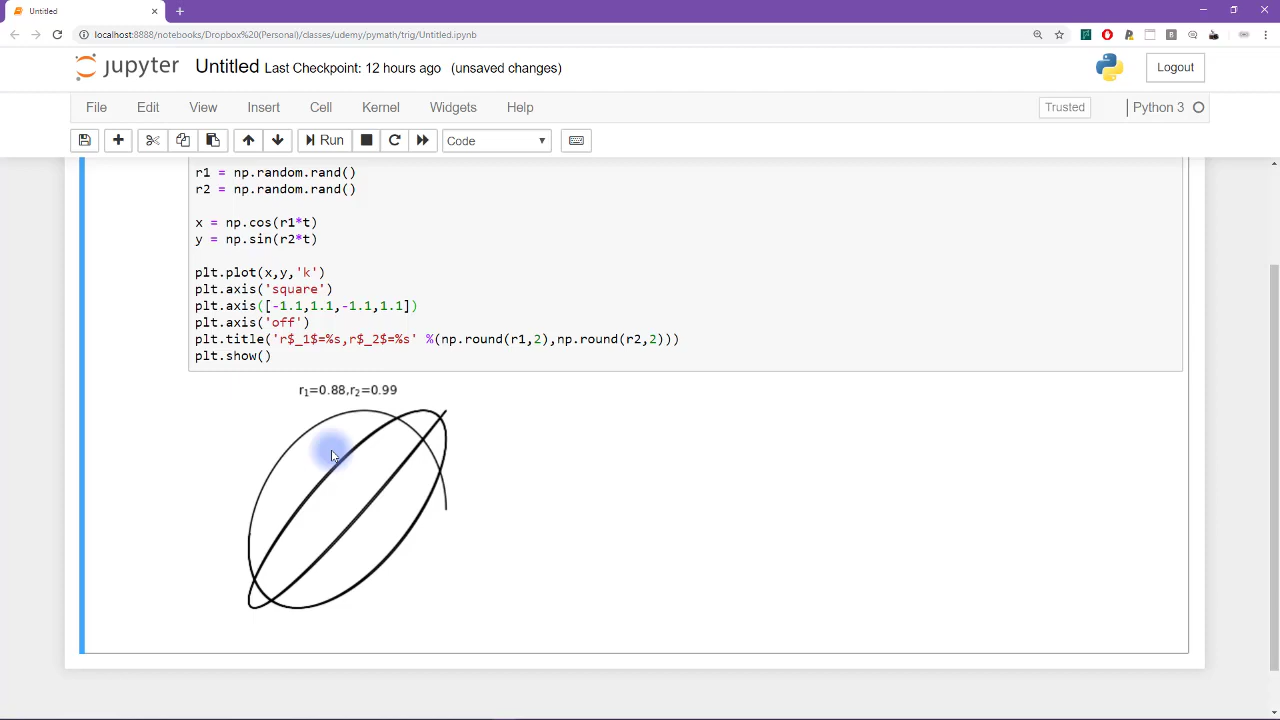 Untitled
localhost:8888/notebooks/Dropbox%20(Personal)/classes/udemy/pymath/trig/Untitled.ipynb
jupyter Untitled Last Checkpoint: 12 hours ago (unsaved changes) Logout
File Edit View Insert Cell Kernel Widgets Help Trusted Python 3
Run Code
r1 = np.random.rand()
r2 = np.random.rand()
x = np.cos(r1*t)
y = np.sin(r2*t)
plt.plot(x,y,'k')
plt.axis('square')
plt.axis([-1.1,1.1,-1.1,1.1])
plt.axis('off')
plt.title('r$_1$=%s,r$_2$=%s' %(np.round(r1,2),np.round(r2,2)))
plt.show()
r₁=0.88,r₂=0.99